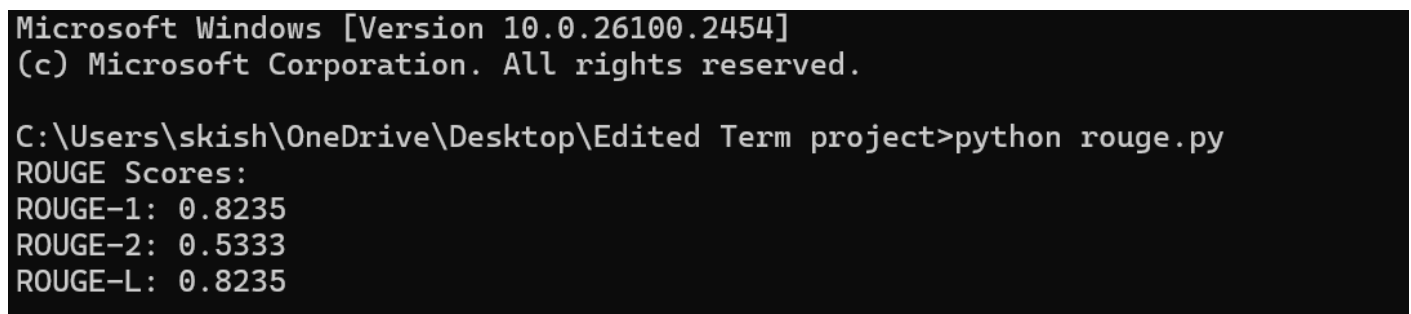 Microsoft Windows [Version 10.0.26100.2454]
(c) Microsoft Corporation. All rights reserved.
C:\Users\skish\OneDrive\Desktop\Edited Term project>python rouge.py
ROUGE Scores:
ROUGE-1: 0.8235
ROUGE-2: 0.5333
ROUGE-L: 0.8235